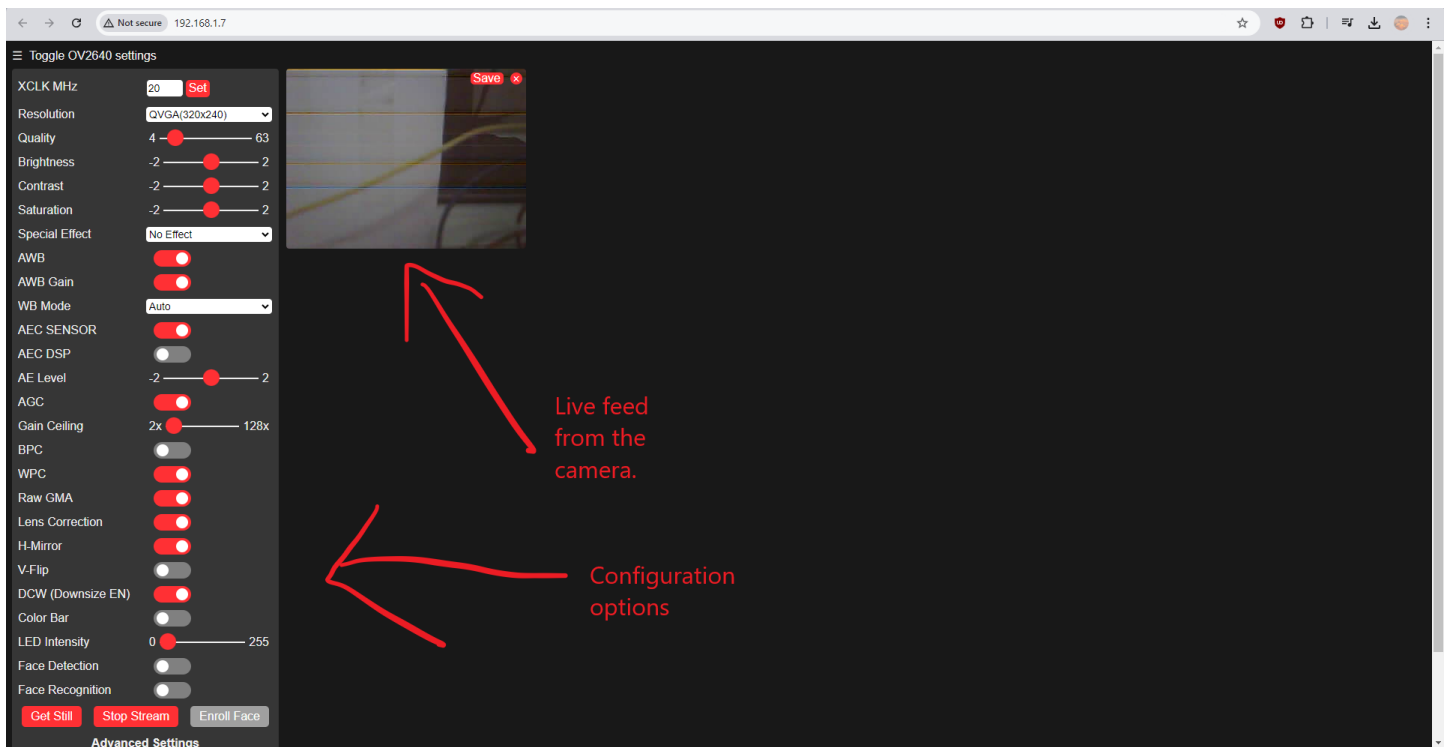 Not secure 192.168.1.7
☰ Toggle OV2640 settings
XCLK MHz 20 Set
Save
Resolution QVGA(320x240)
Quality 4 63
Brightness -2 2
Contrast -2 2
Saturation -2 2
Special Effect No Effect
AWB
AWB Gain
WB Mode Auto
AEC SENSOR
AEC DSP
AE Level -2 2
AGC
Gain Ceiling 2x 128x
BPC
WPC
Raw GMA
Lens Correction
H-Mirror
V-Flip
DCW (Downsize EN)
Color Bar
LED Intensity 0 255
Face Detection
Face Recognition
Get Still Stop Stream Enroll Face
Advanced Settings
Live feed
from the
camera.
Configuration
options